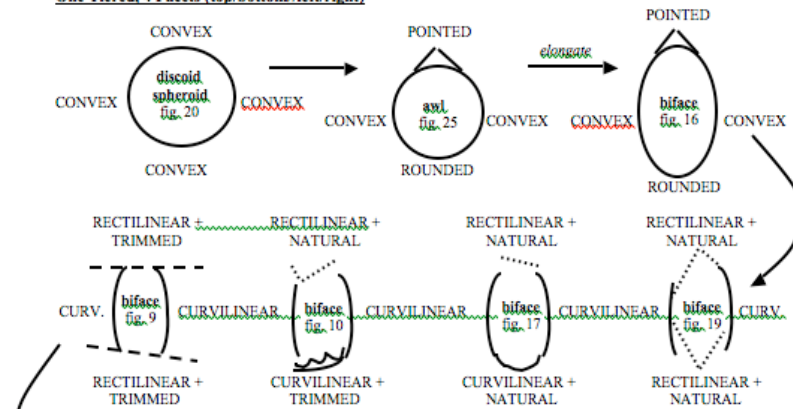 CONVEX
POINTED
POINTED
discoid
spheroid
fig. 20
elongate
CONVEX
CONVEX
awl
fig. 25
CONVEX
CONVEX
biface
fig. 16
CONVEX
CONVEX
CONVEX
ROUNDED
ROUNDED
RECTILINEAR +
TRIMMED
RECTILINEAR +
NATURAL
RECTILINEAR +
NATURAL
RECTILINEAR +
NATURAL
CURV.
biface
fig. 9
CURVILINEAR
biface
fig. 10
CURVILINEAR
biface
fig. 17
CURVILINEAR
biface
fig. 19
CURV.
RECTILINEAR +
TRIMMED
CURVILINEAR +
TRIMMED
CURVILINEAR +
NATURAL
RECTILINEAR +
NATURAL